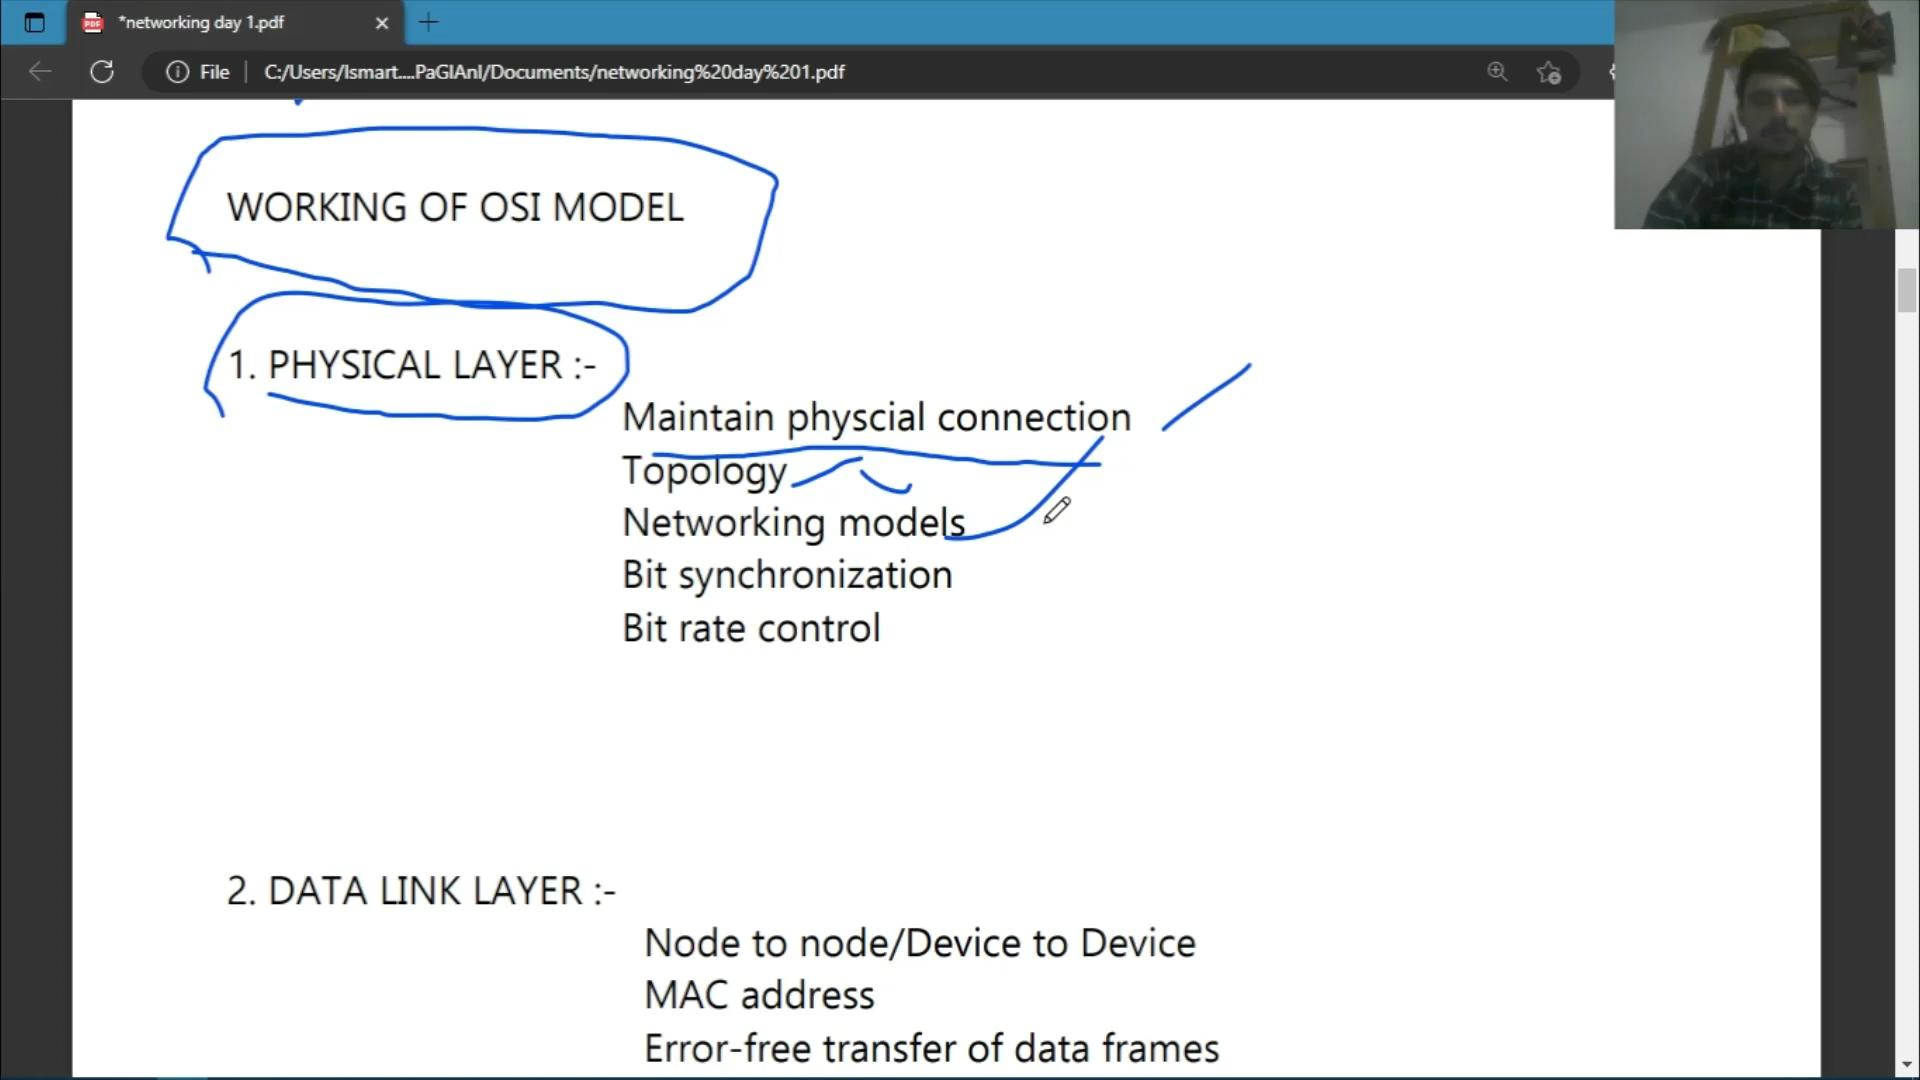 *networking day 1.pdf
File C:/Users/Ismart....PaGlAnI/Documents/networking%20day%201.pdf
WORKING OF OSI MODEL
1. PHYSICAL LAYER :-
Maintain physcial connection
Topology
Networking models
Bit synchronization
Bit rate control
2. DATA LINK LAYER :-
Node to node/Device to Device
MAC address
Error-free transfer of data frames